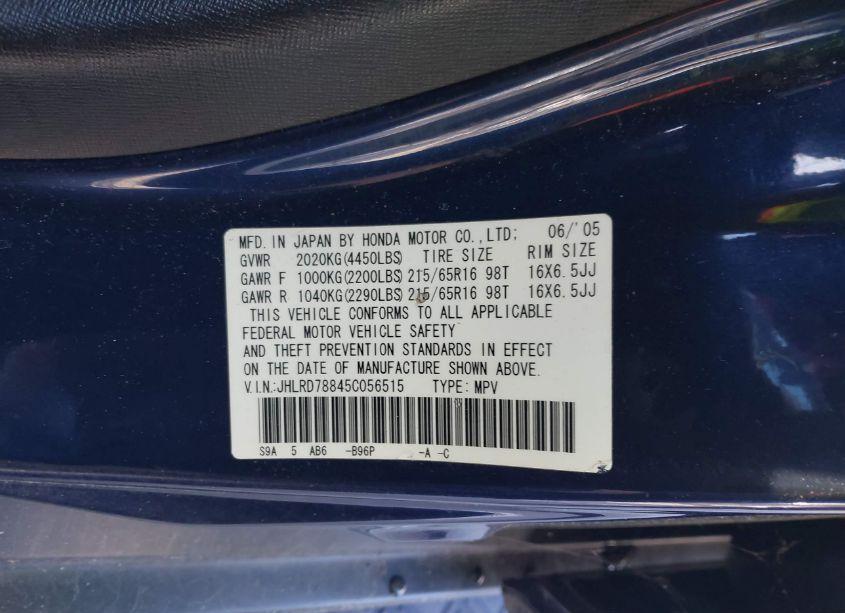 MFD. IN JAPAN BY HONDA MOTOR CO.,LTD; 06/'05
GVWR 2020KG(4450LBS) TIRE SIZE RIM SIZE
GAWR F 1000KG(2200LBS) 215/65R16 98T 16X6.5JJ
GAWR R 1040KG(2290LBS) 215/65R16 98T 16X6.5JJ
THIS VEHICLE CONFORMS TO ALL APPLICABLE
FEDERAL MOTOR VEHICLE SAFETY
AND THEFT PREVENTION STANDARDS IN EFFECT
ON THE DATE OF MANUFACTURE SHOWN ABOVE.
V.I.N.:JHLRD78845C056515 TYPE: MPV
S9A 5 AB6 -B96P -A -C